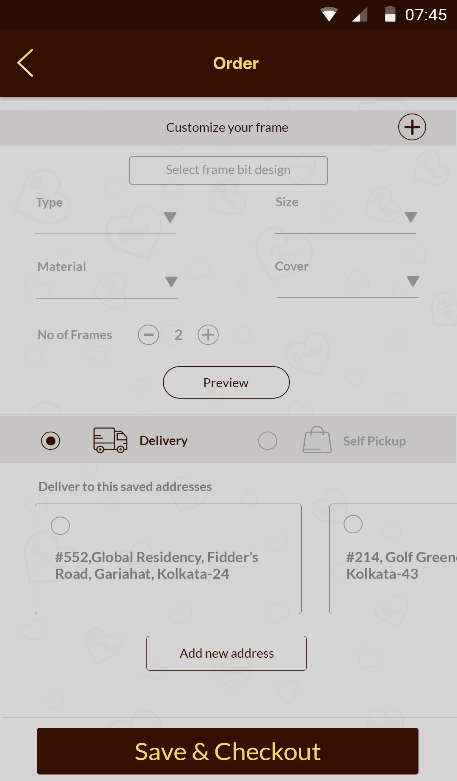 07:45
Order
Customize your frame
Select frame bit design
Type
Size
Material
Cover
No of Frames 2
Preview
Delivery
Self Pickup
Deliver to this saved addresses
#552,Global Residency, Fidder's
Road, Gariahat, Kolkata-24
#214, Golf Green
Kolkata-43
Add new address
Save & Checkout